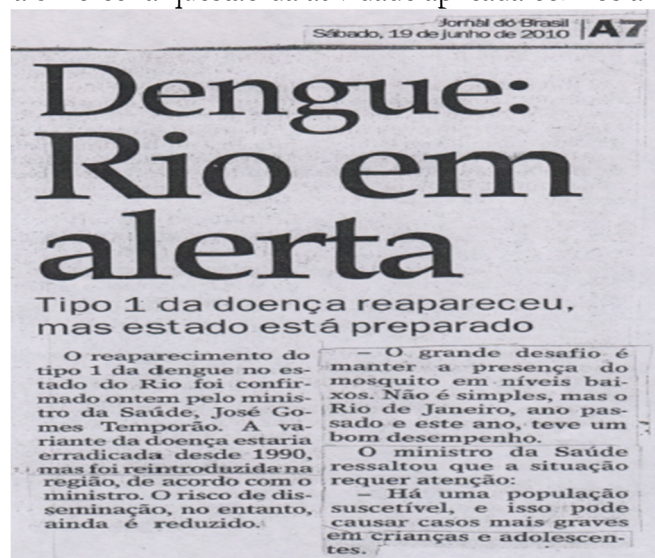 Jornal do Brasil
Sábado, 19 de junho de 2010 A7
Dengue:
Rio em
alerta
Tipo 1 da doença reapareceu,
mas estado está preparado
O reaparecimento do
tipo 1 da dengue no es-
tado do Rio foi confir-
mado ontem pelo minis-
tro da Saúde, José Go-
mes Temporão. A va-
riante da doença estaria
erradicada desde 1990,
mas foi reintroduzida na
região, de acordo com o
ministro. O risco de dis-
seminação, no entanto,
ainda é reduzido.
– O grande desafio é
manter a presença do
mosquito em níveis bai-
xos. Não é simples, mas o
Rio de Janeiro, ano pas-
sado e este ano, teve um
bom desempenho.
O ministro da Saúde
ressaltou que a situação
requer atenção:
– Há uma população
suscetível, e isso pode
causar casos mais graves
em crianças e adolescen-
tes.